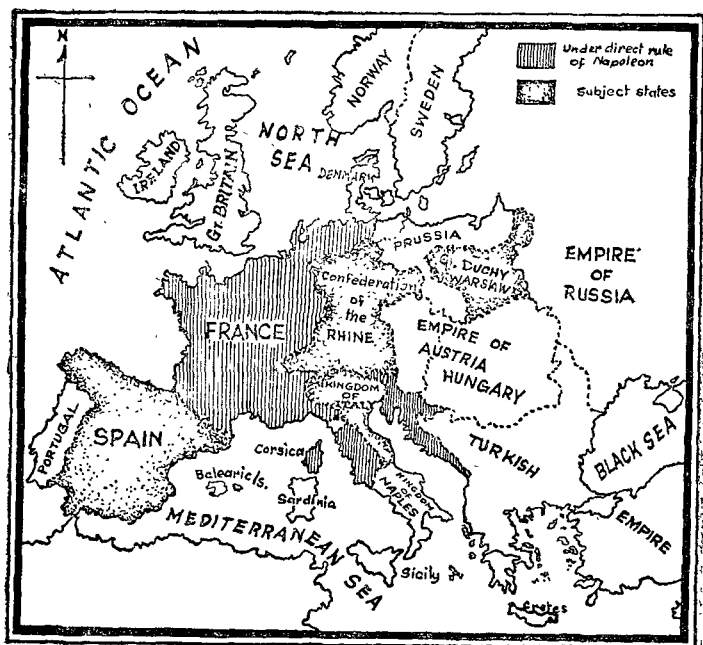 N
Under direct rule
of Napoleon
Subject states
ATLANTIC OCEAN
NORTH
SEA
NORWAY
SWEDEN
DENMARK
IRELAND
GT. BRITAIN
PRUSSIA
G. DUCHY
WARSAW
EMPIRE
OF
RUSSIA
Confederation
of
the
RHINE
FRANCE
EMPIRE OF
AUSTRIA
HUNGARY
KINGDOM
OF
ITALY
PORTUGAL
SPAIN
Corsica
Balearic Is.
Sardinia
KINGDOM
NAPLES
TURKISH
EMPIRE
BLACK SEA
MEDITERRANEAN SEA
Sicily
Cretes